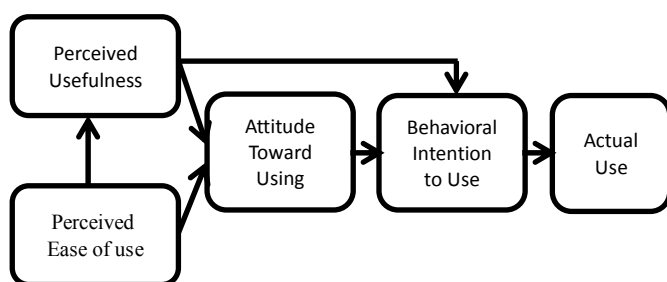 Perceived
Usefulness
Attitude
Toward
Using
Behavioral
Intention
to Use
Actual
Use
Perceived
Ease of use